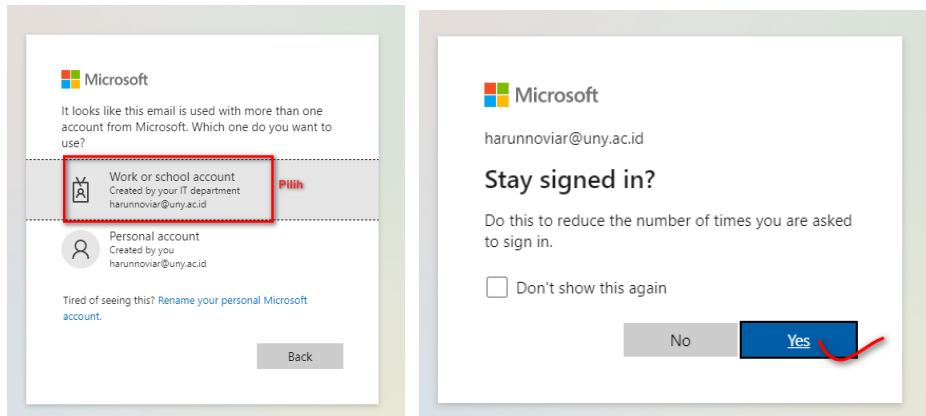 Microsoft
It looks like this email is used with more than one
account from Microsoft. Which one do you want to
use?
Work or school account
Created by your IT department
harunnoviar@uny.ac.id
Pilih
Personal account
Created by you
harunnoviar@uny.ac.id
Tired of seeing this? Rename your personal Microsoft
account.
Back
Microsoft
harunnoviar@uny.ac.id
Stay signed in?
Do this to reduce the number of times you are asked
to sign in.
Don't show this again
No
Yes